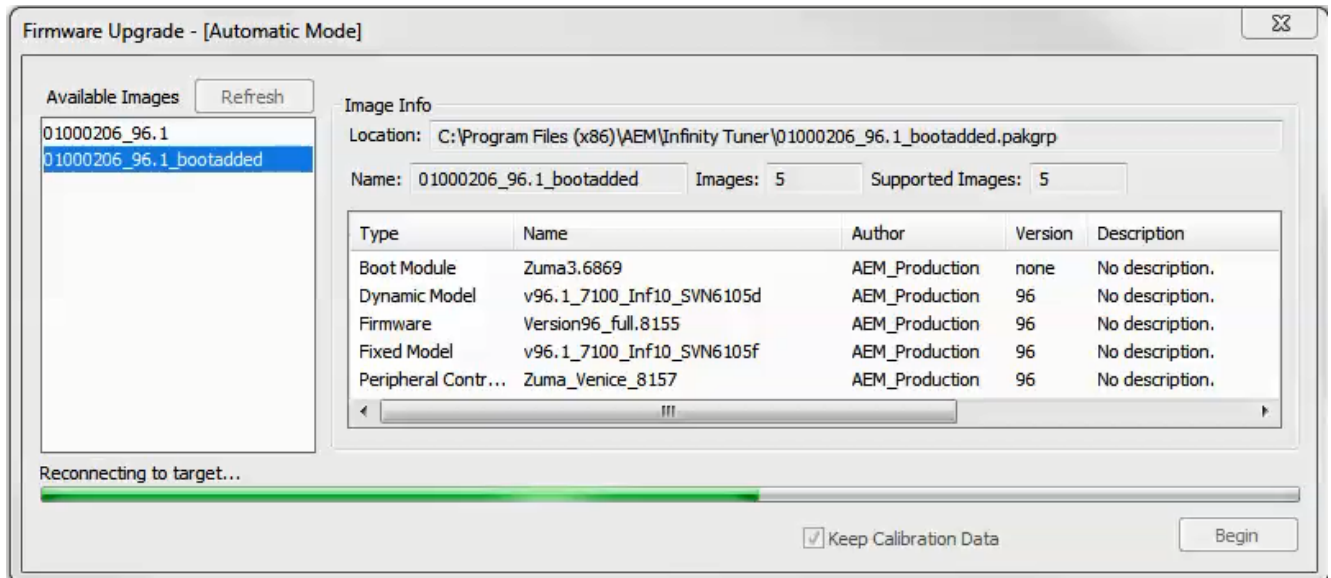 Firmware Upgrade - [Automatic Mode]
Available Images
Refresh
01000206_96.1
01000206_96.1_bootadded
Image Info
Location: C:\Program Files (x86)\AEM\Infinity Tuner\01000206_96.1_bootadded.pakgrp
Name: 01000206_96.1_bootadded Images: 5 Supported Images: 5
Type Name Author Version Description
Boot Module Zuma3.6869 AEM_Production none No description.
Dynamic Model v96.1_7100_Inf10_SVN6105d AEM_Production 96 No description.
Firmware Version96_full.8155 AEM_Production 96 No description.
Fixed Model v96.1_7100_Inf10_SVN6105f AEM_Production 96 No description.
Peripheral Contr... Zuma_Venice_8157 AEM_Production 96 No description.
Reconnecting to target...
Keep Calibration Data
Begin